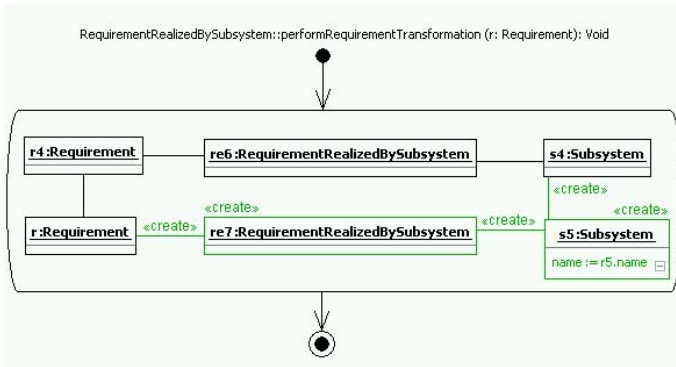 RequirementRealizedBySubsystem::performRequirementTransformation (r: Requirement): Void
r4:Requirement
re6:RequirementRealizedBySubsystem
s4:Subsystem
«create»
«create»
«create»
r:Requirement
«create»
re7:RequirementRealizedBySubsystem
«create»
s5:Subsystem
name := r5.name